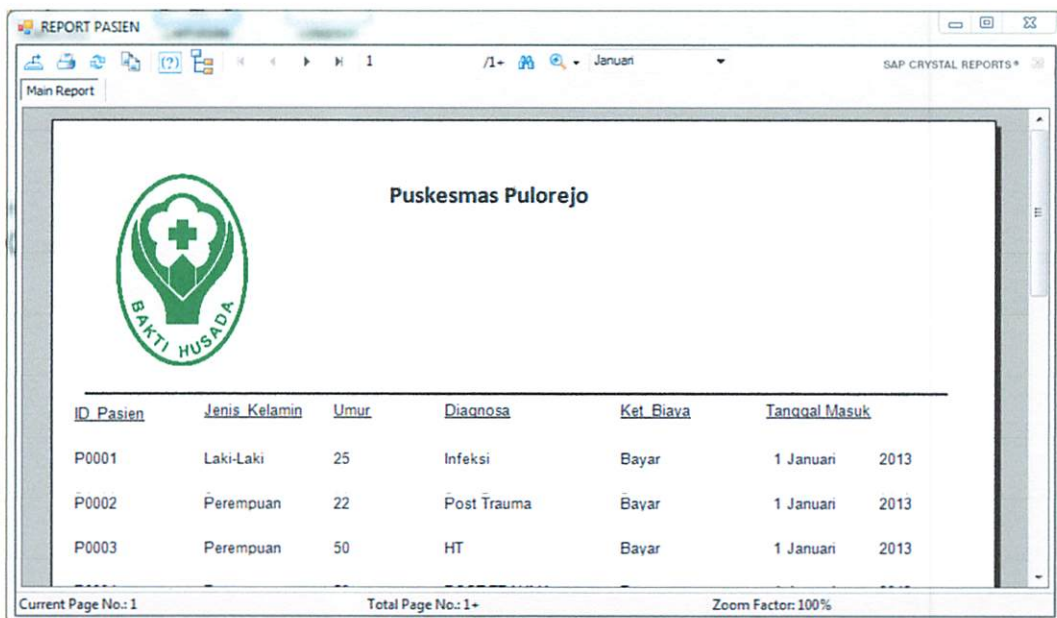 REPORT PASIEN
1 /1+ Januari SAP CRYSTAL REPORTS®
Main Report
Puskesmas Pulorejo
BAKTI HUSADA
ID_Pasien Jenis_Kelamin Umur Diagnosa Ket_Biaya Tanggal Masuk
P0001 Laki-Laki 25 Infeksi Bayar 1 Januari 2013
P0002 Perempuan 22 Post Trauma Bayar 1 Januari 2013
P0003 Perempuan 50 HT Bayar 1 Januari 2013
Current Page No.: 1 Total Page No.: 1+ Zoom Factor: 100%